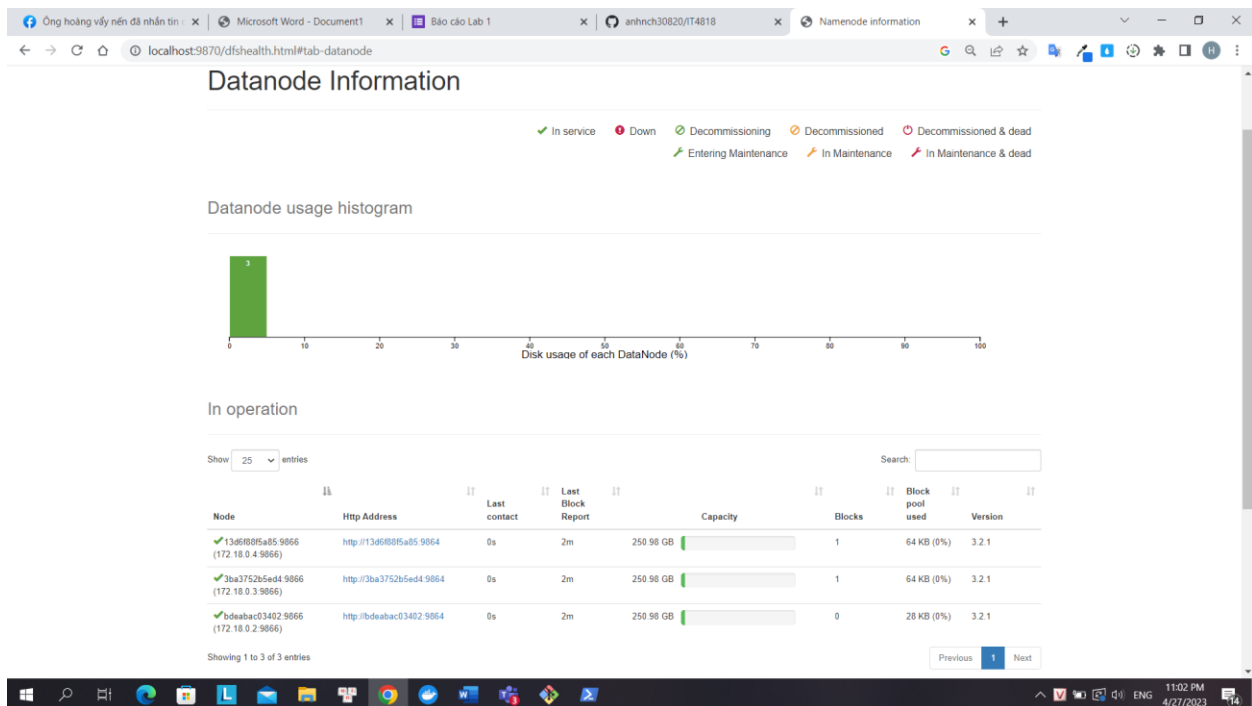 Ông hoàng vẩy nến đã nhắn tin c
Microsoft Word - Document1
Báo cáo Lab 1
anhnch30820/IT4818
Namenode information
localhost:9870/dfshealth.html#tab-datanode
Datanode Information
In service Down Decommissioning Decommissioned Decommissioned & dead
Entering Maintenance In Maintenance In Maintenance & dead
Datanode usage histogram
3
0 10 20 30 40 50 60 70 80 90 100
Disk usage of each DataNode (%)
In operation
Show 25 entries Search:
Node Http Address Last contact Last Block Report Capacity Blocks Block pool used Version
13d6f88f5a85:9866 http://13d6f88f5a85:9864 0s 2m 250.98 GB 1 64 KB (0%) 3.2.1
(172.18.0.4:9866)
3ba3752b5ed4:9866 http://3ba3752b5ed4:9864 0s 2m 250.98 GB 1 64 KB (0%) 3.2.1
(172.18.0.3:9866)
bdeabac03402:9866 http://bdeabac03402:9864 0s 2m 250.98 GB 0 28 KB (0%) 3.2.1
(172.18.0.2:9866)
Showing 1 to 3 of 3 entries Previous 1 Next
ENG
11:02 PM
4/27/2023